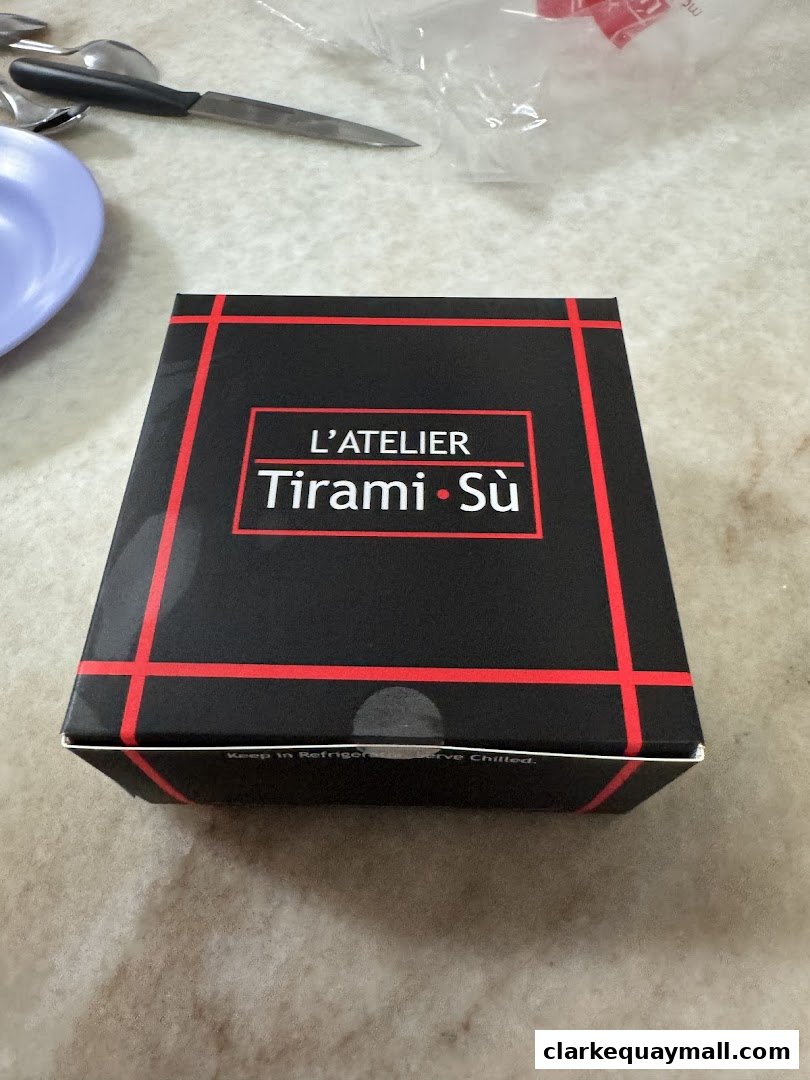 L'ATELIER
Tirami·Sù
Keep in Chilled.
clarkequaymall.com